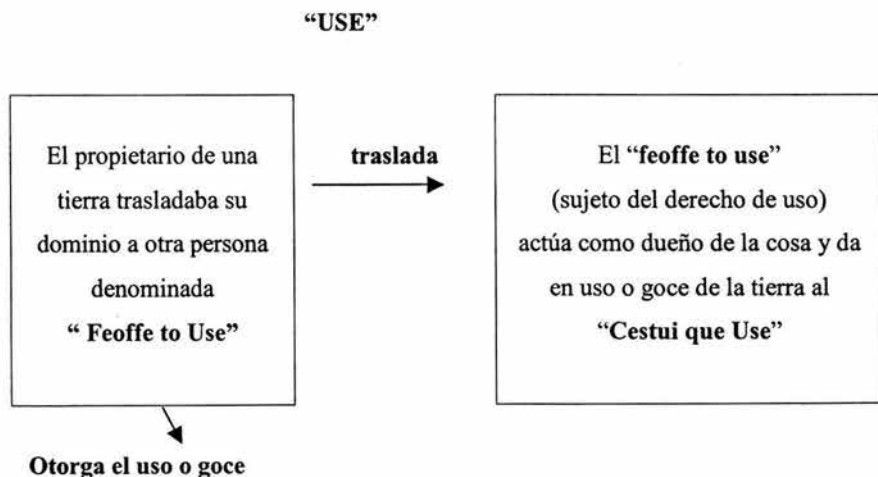 “USE”
El propietario de una
tierra trasladaba su
dominio a otra persona
denominada
“ Feoffe to Use”
traslada
El “feoffe to use”
(sujeto del derecho de uso)
actúa como dueño de la cosa y da
en uso o goce de la tierra al
“Cestui que Use”
Otorga el uso o goce